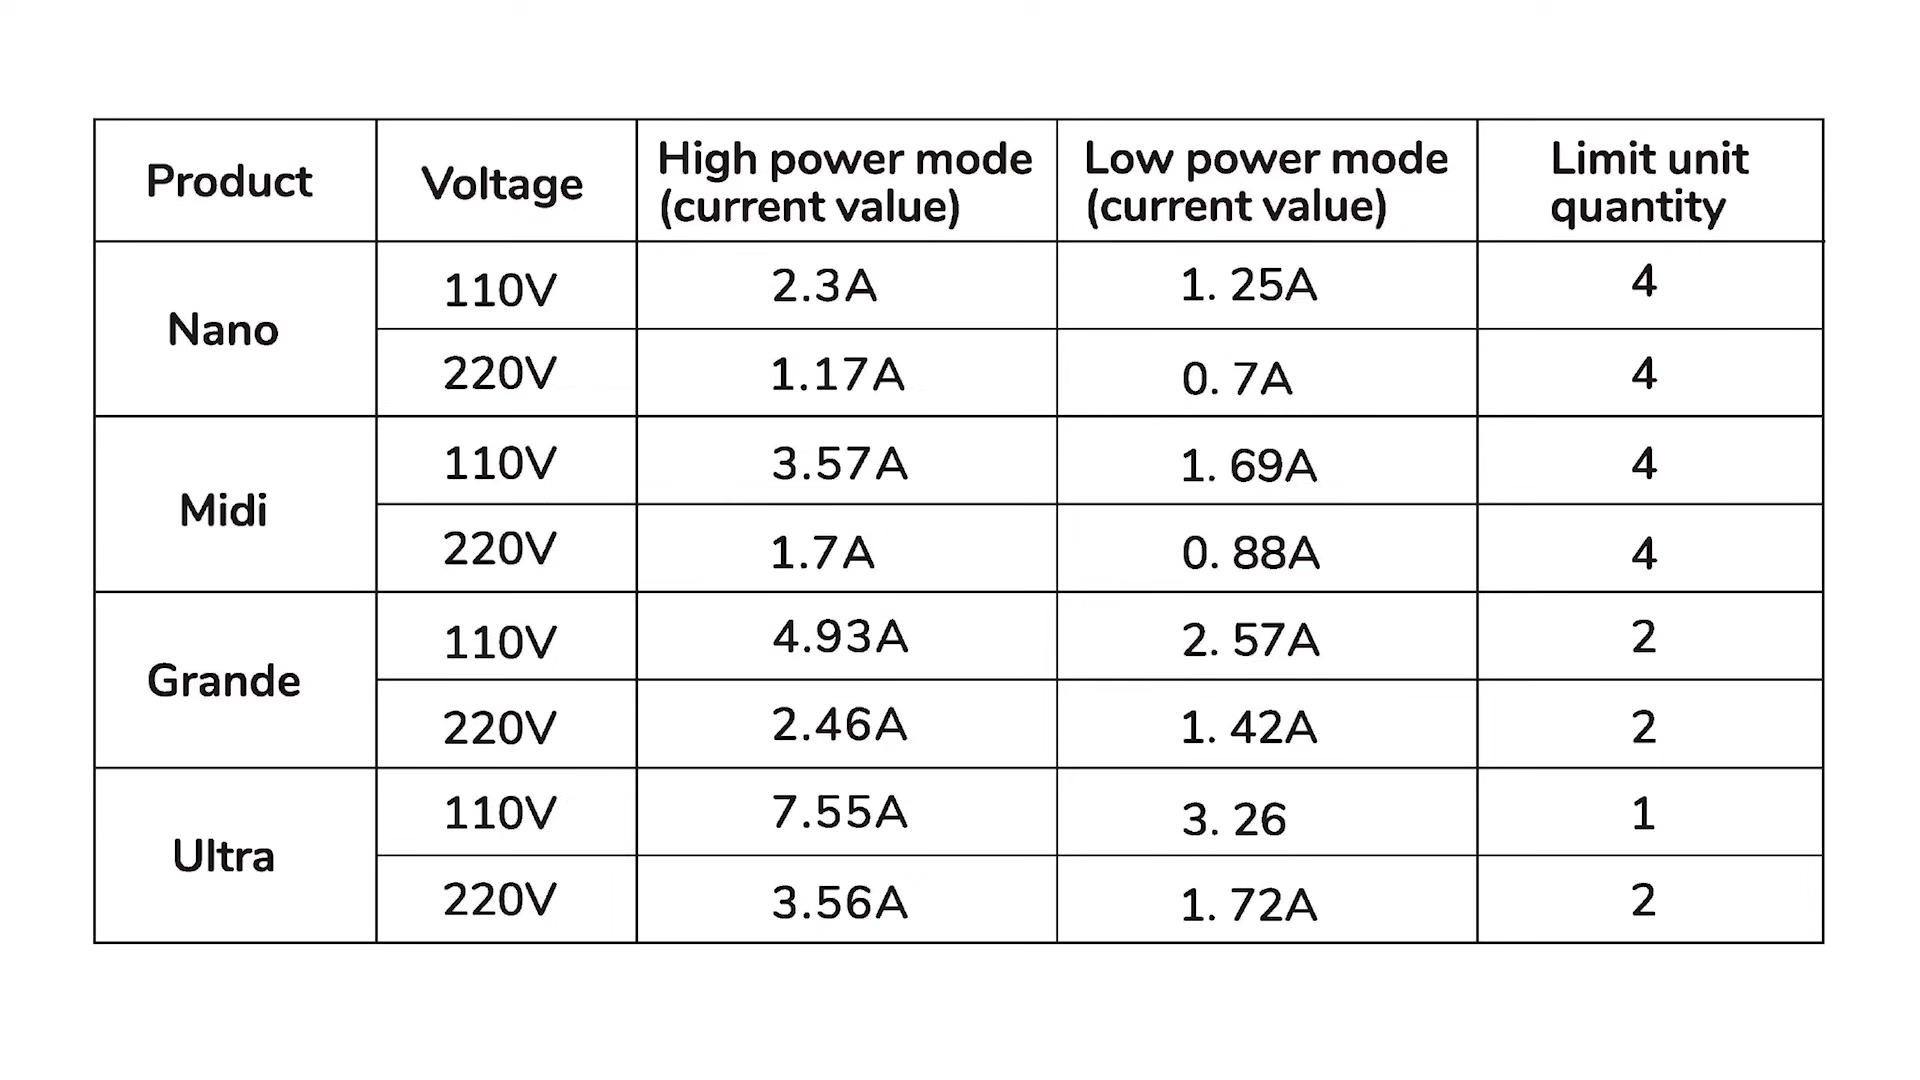 Product Voltage High power mode (current value) Low power mode (current value) Limit unit quantity
Nano 110V 2.3A 1. 25A 4
220V 1.17A 0. 7A 4
Midi 110V 3.57A 1. 69A 4
220V 1.7A 0. 88A 4
Grande 110V 4.93A 2. 57A 2
220V 2.46A 1. 42A 2
Ultra 110V 7.55A 3. 26 1
220V 3.56A 1. 72A 2